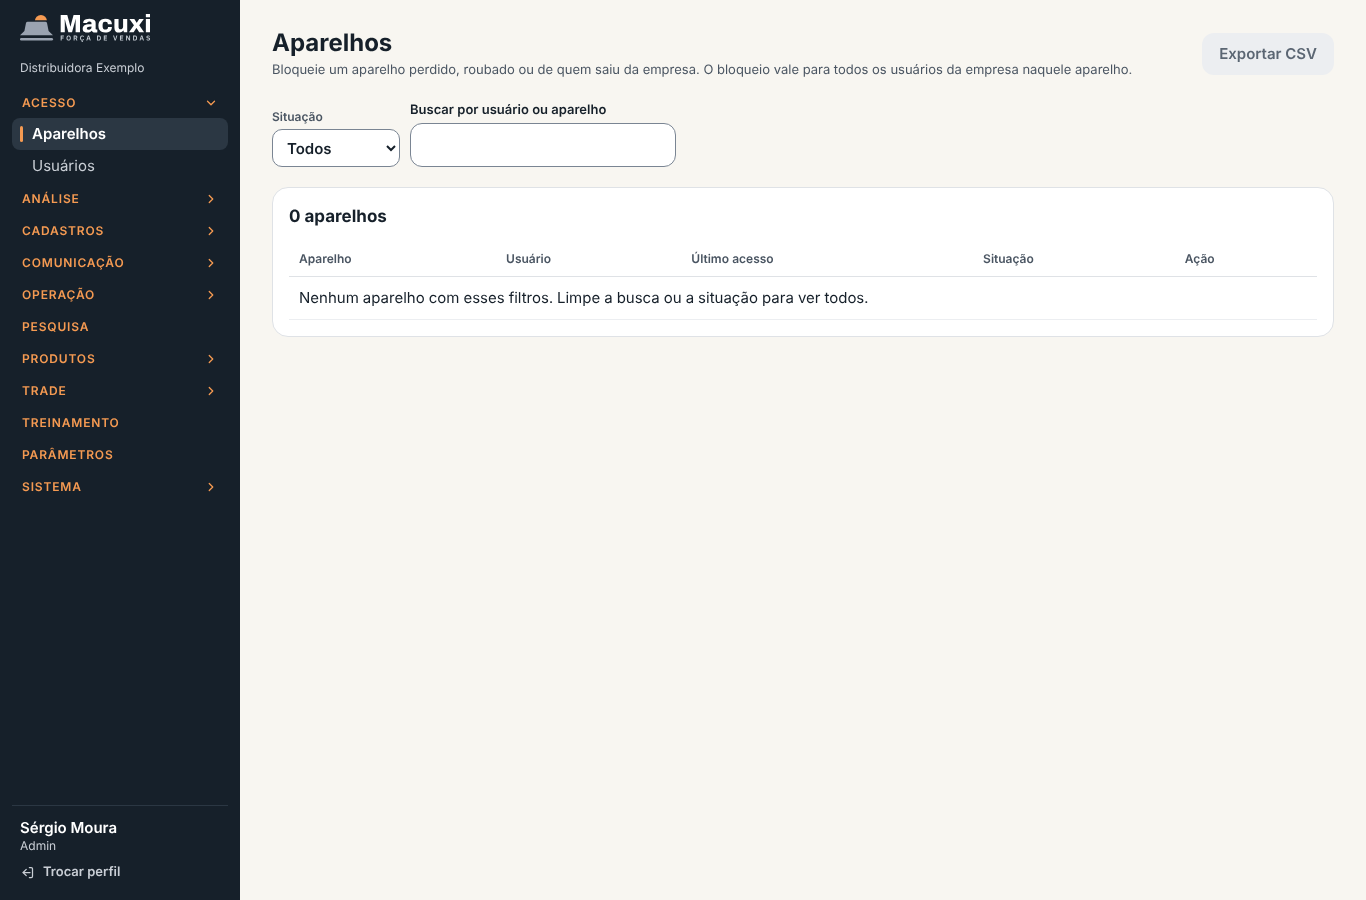 Macuxi
FORÇA DE VENDAS
Distribuidora Exemplo
ACESSO
Aparelhos
Usuários
ANÁLISE
CADASTROS
COMUNICAÇÃO
OPERAÇÃO
PESQUISA
PRODUTOS
TRADE
TREINAMENTO
PARÂMETROS
SISTEMA
Sérgio Moura
Admin
Trocar perfil
Aparelhos
Bloqueie um aparelho perdido, roubado ou de quem saiu da empresa. O bloqueio vale para todos os usuários da empresa naquele aparelho.
Exportar CSV
Situação
Todos
Buscar por usuário ou aparelho
0 aparelhos
Aparelho Usuário Último acesso Situação Ação
Nenhum aparelho com esses filtros. Limpe a busca ou a situação para ver todos.